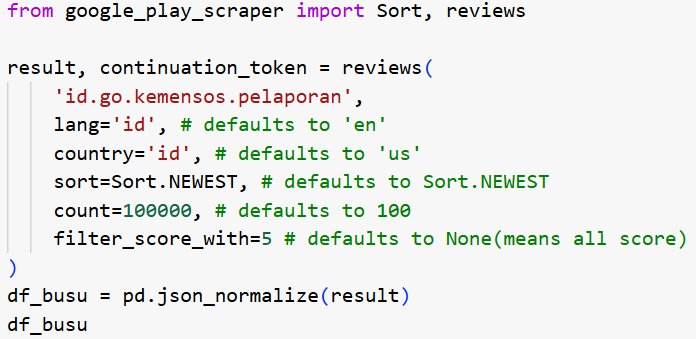 from google_play_scraper import Sort, reviews
result, continuation_token = reviews(
'id.go.kemensos.pelaporan',
lang='id', # defaults to 'en'
country='id', # defaults to 'us'
sort=Sort.NEWEST, # defaults to Sort.NEWEST
count=100000, # defaults to 100
filter_score_with=5 # defaults to None(means all score)
)
df_busu = pd.json_normalize(result)
df_busu